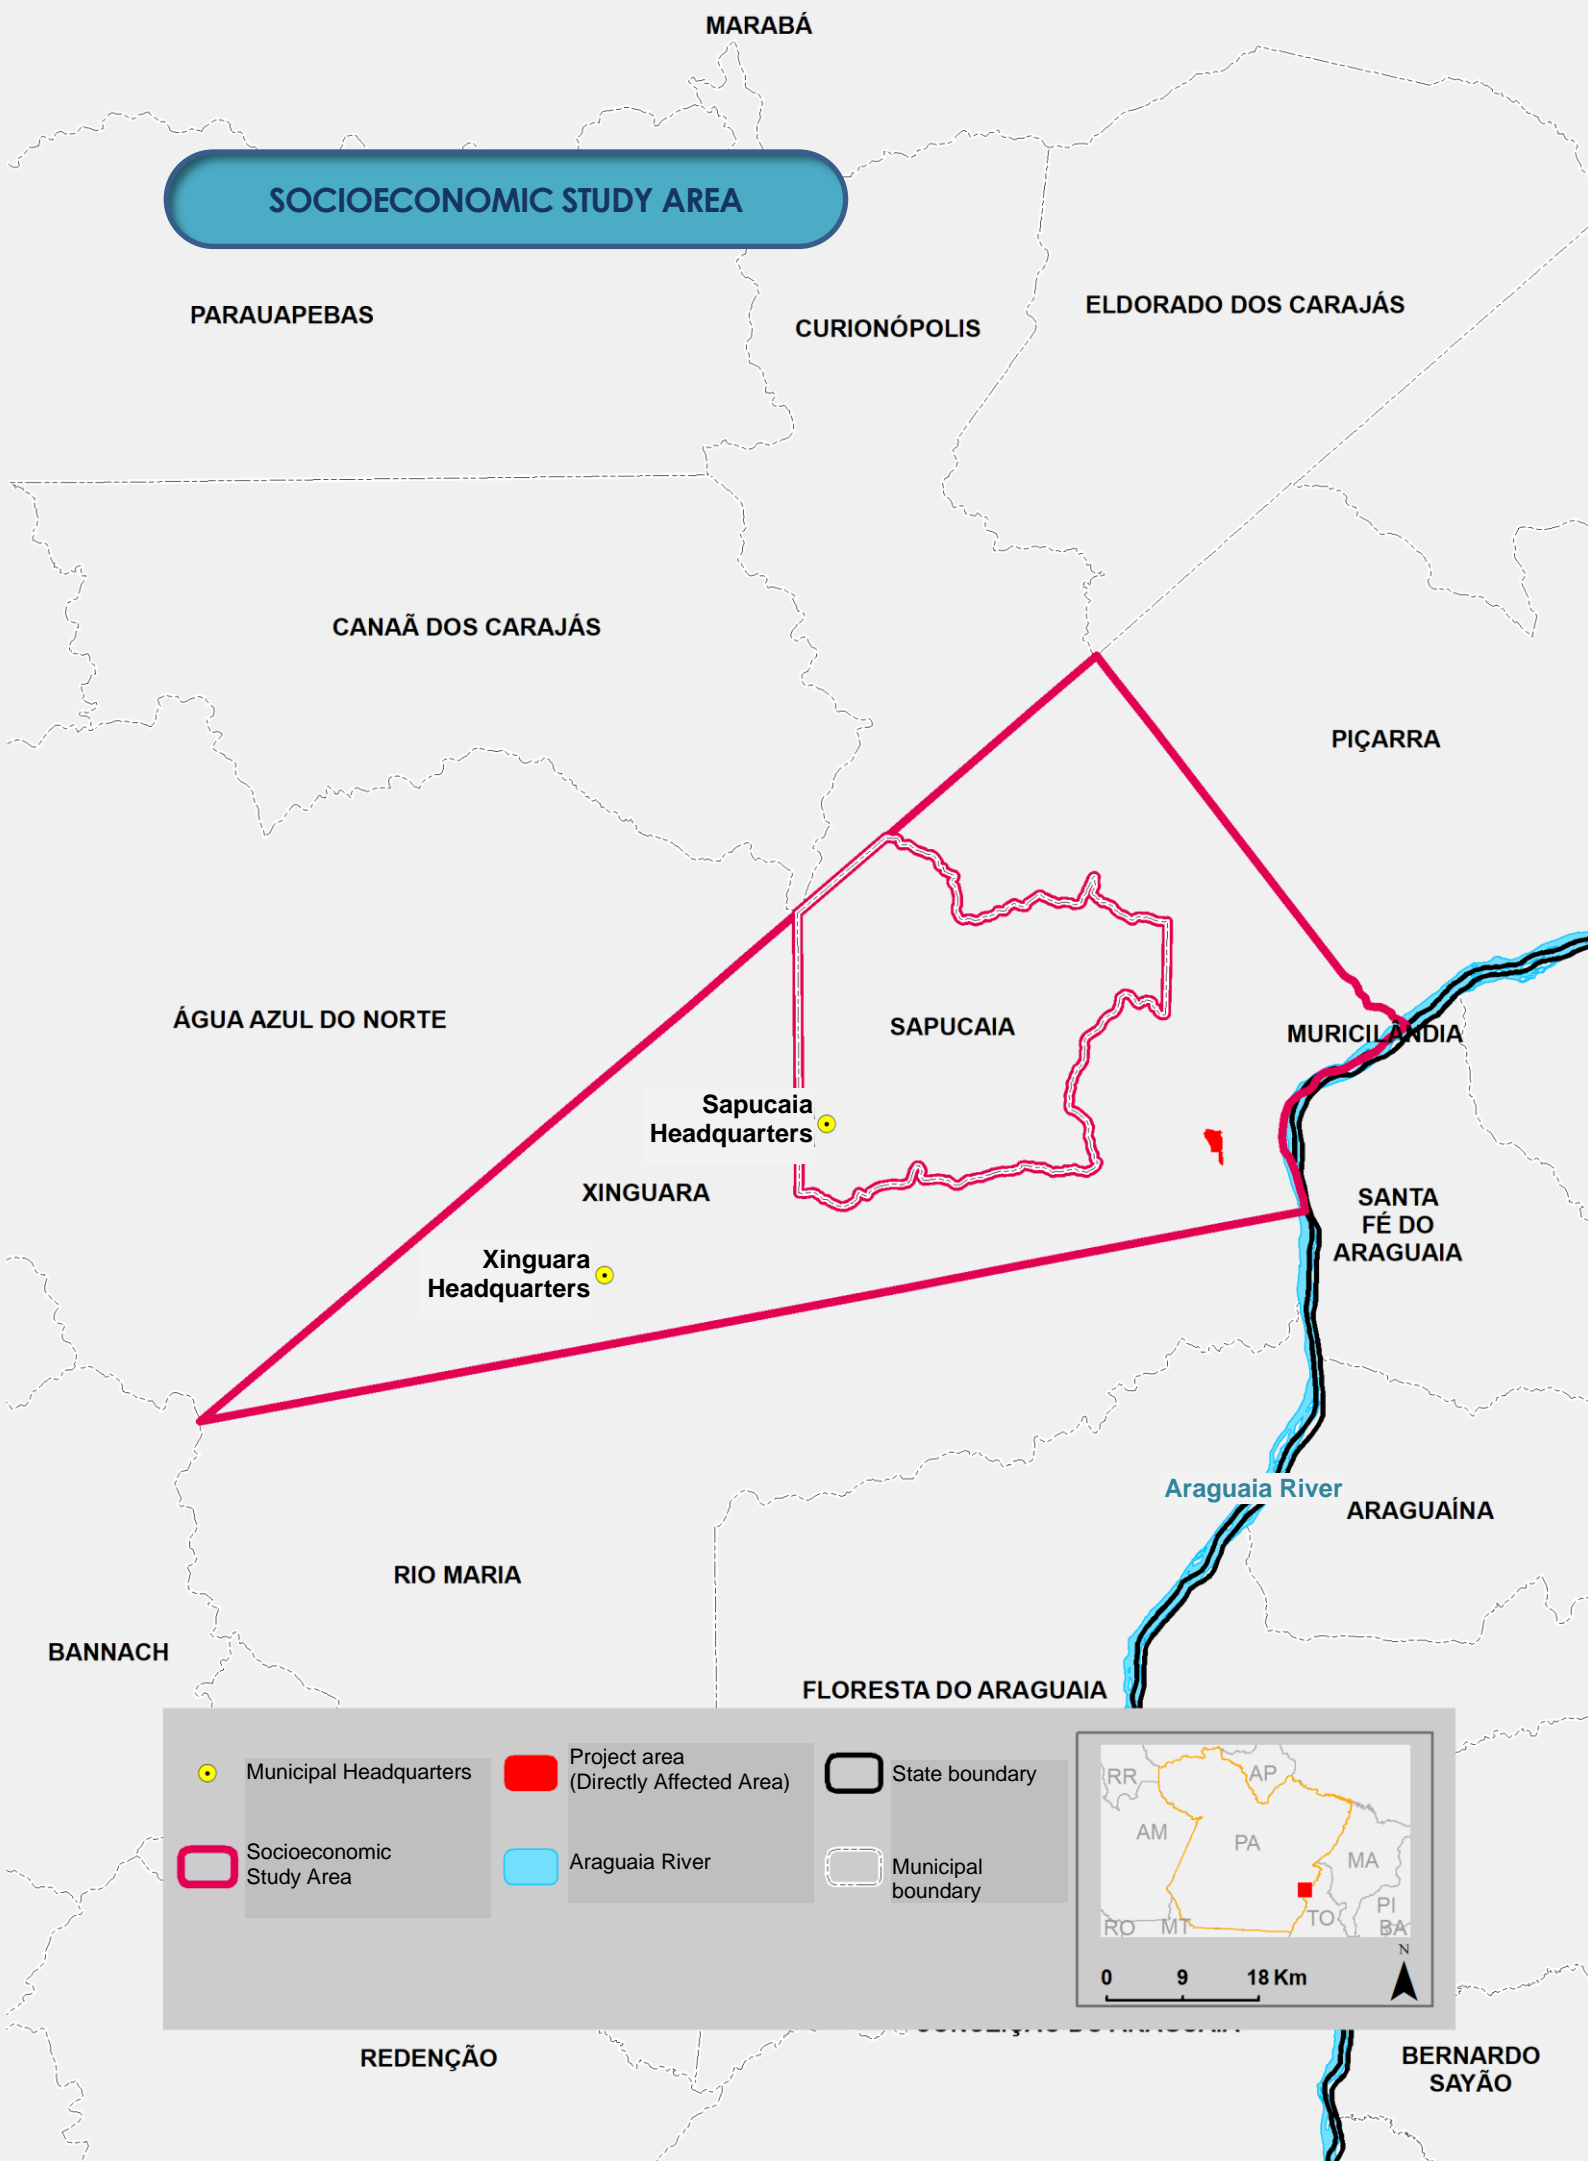 MARABÁ
SOCIOECONOMIC STUDY AREA
PARAUAPEBAS
CURIONÓPOLIS
ELDORADO DOS CARAJÁS
CANAÃ DOS CARAJÁS
PIÇARRA
ÁGUA AZUL DO NORTE
SAPUCAIA
MURICILÂNDIA
Sapucaia
Headquarters
XINGUARA
SANTA
FÉ DO
ARAGUAIA
Xinguara
Headquarters
Araguaia River
ARAGUAÍNA
RIO MARIA
BANNACH
FLORESTA DO ARAGUAIA
Municipal Headquarters
Project area
(Directly Affected Area)
State boundary
Socioeconomic
Study Area
Araguaia River
Municipal
boundary
RR
AP
AM
PA
MA
PI
RO
MT
TO
BA
N
0 9 18 Km
REDENÇÃO
BERNARDO
SAYÃO